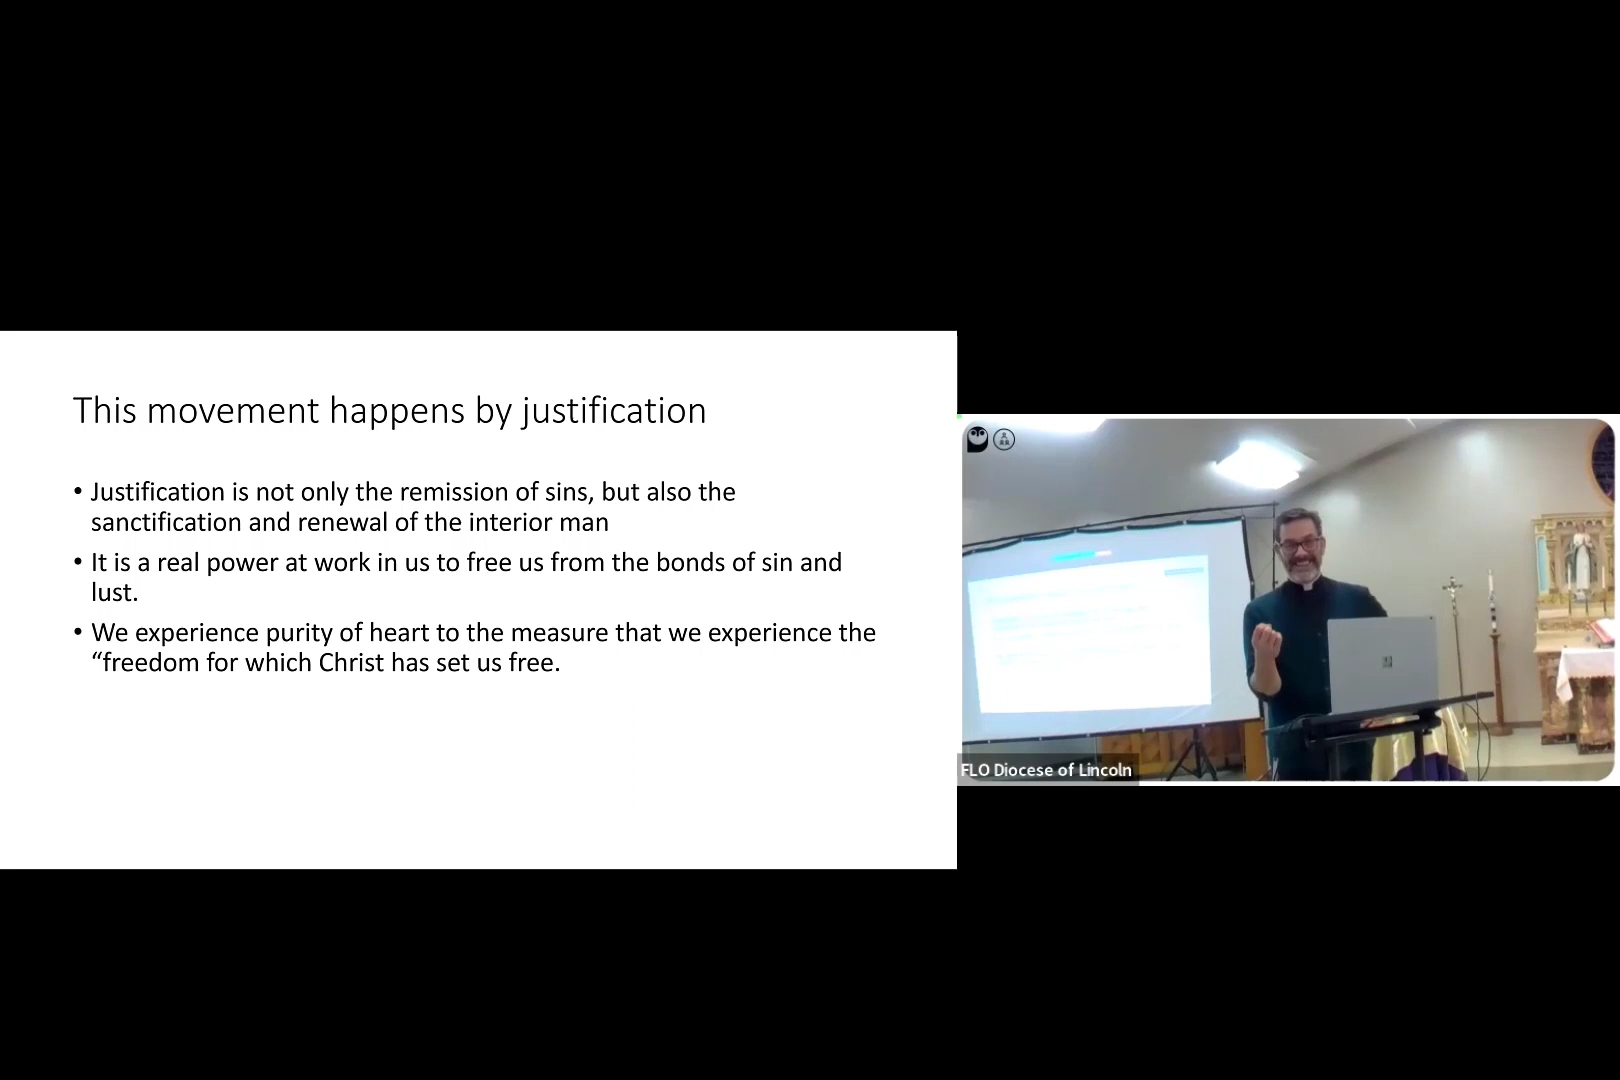 This movement happens by justification
• Justification is not only the remission of sins, but also the
sanctification and renewal of the interior man
• It is a real power at work in us to free us from the bonds of sin and
lust.
• We experience purity of heart to the measure that we experience the
“freedom for which Christ has set us free.
FLO Diocese of Lincoln